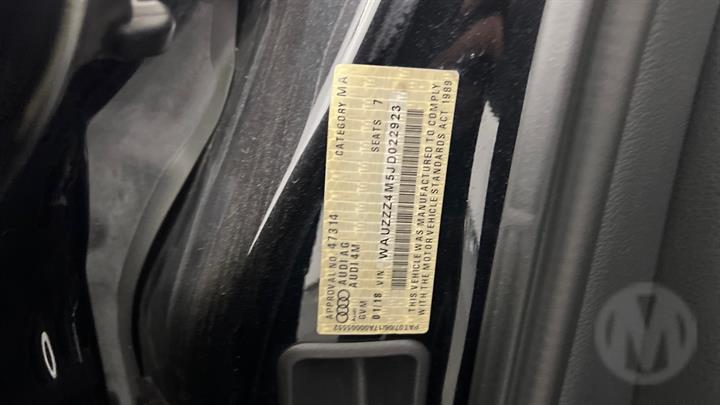 APPROVAL NO. 47314 CATEGORY MA
AUDI AG
AUDI 4M SEATS 7
Audi
GVM
01/18 VIN WAUZZZ4M5JD022923
THIS VEHICLE WAS MANUFACTURED TO COMPLY
WITH THE MOTOR VEHICLE STANDARDS ACT 1989
M